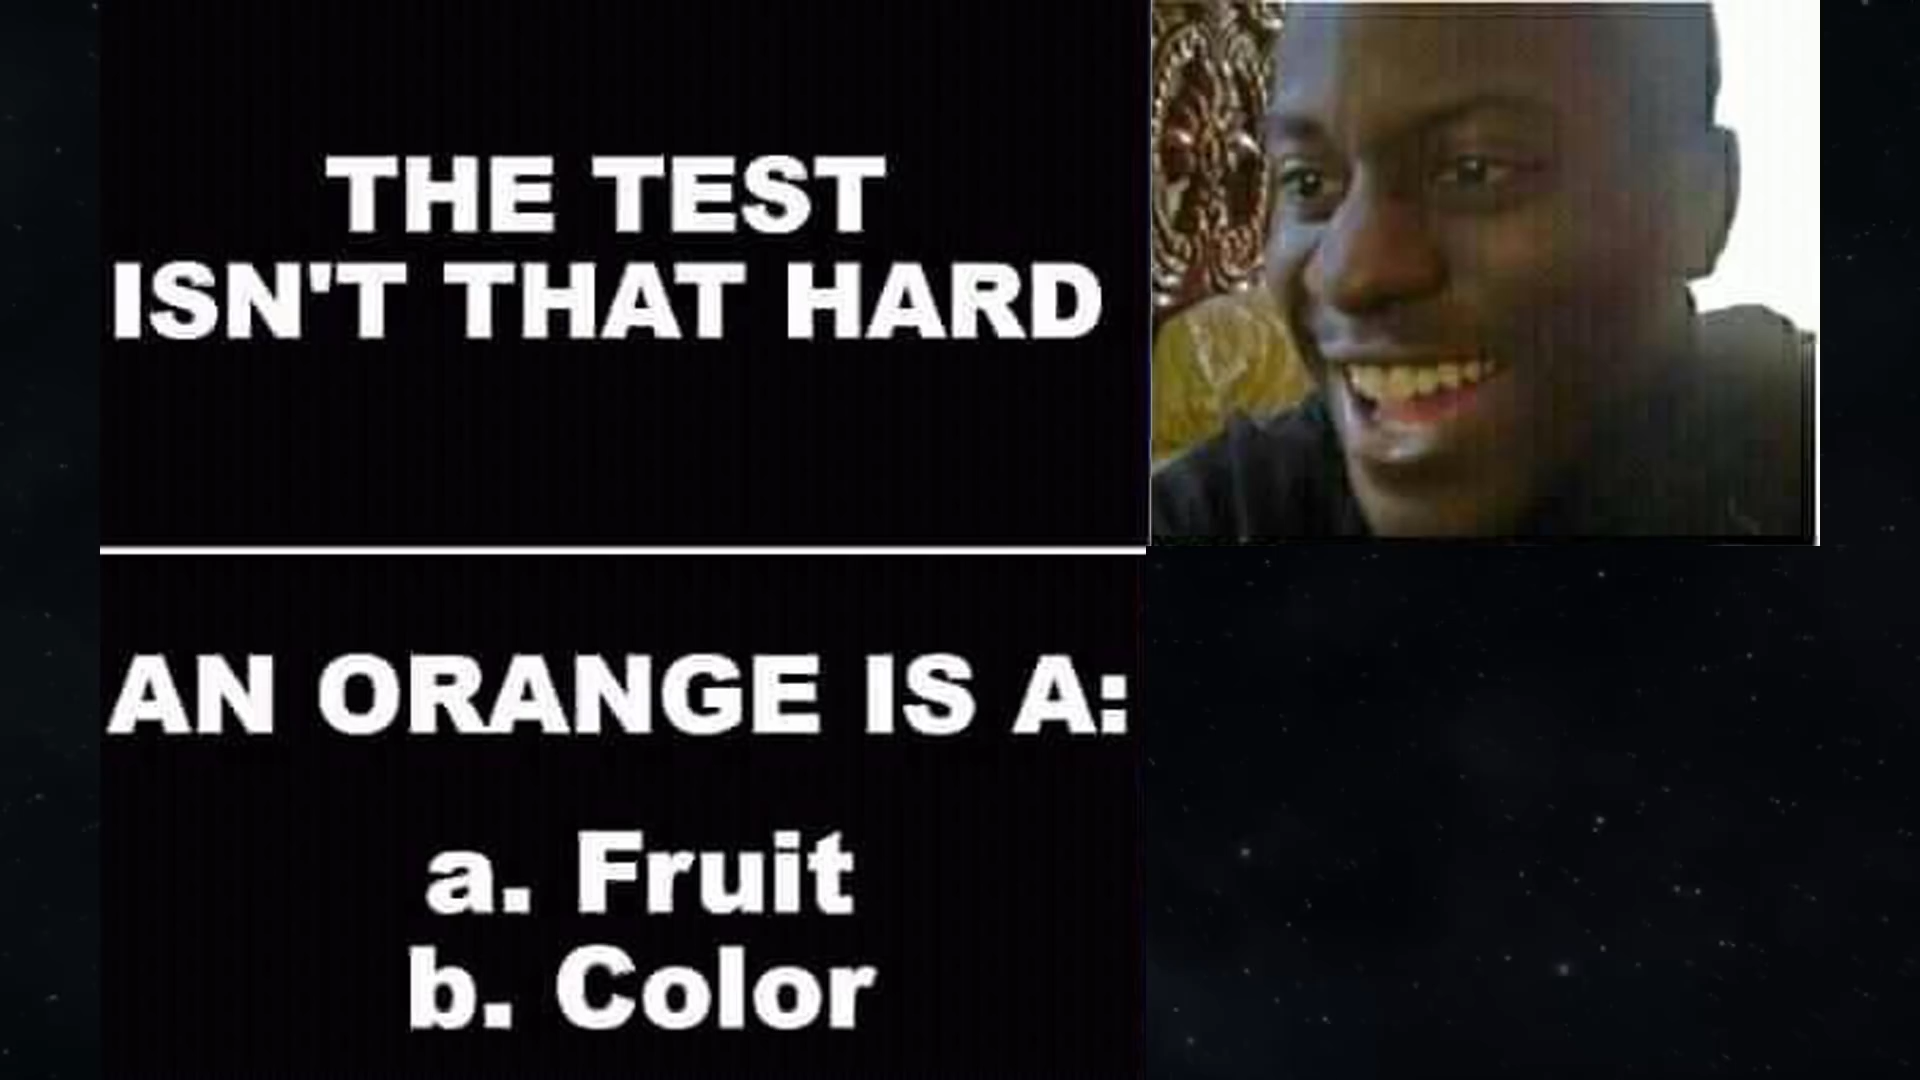 THE TEST
ISN'T THAT HARD
AN ORANGE IS A:
a. Fruit
b. Color